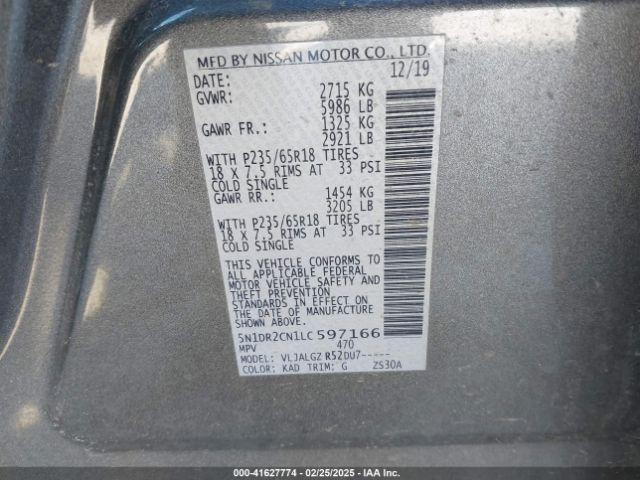 MFD BY NISSAN MOTOR CO., LTD.
DATE: 12/19
GVWR: 2715 KG
5986 LB
GAWR FR.: 1325 KG
2921 LB
WITH P235/65R18 TIRES
18 X 7.5 RIMS AT 33 PSI
COLD SINGLE
GAWR RR.: 1454 KG
3205 LB
WITH P235/65R18 TIRES
18 X 7.5 RIMS AT 33 PSI
COLD SINGLE
THIS VEHICLE CONFORMS TO
ALL APPLICABLE FEDERAL
MOTOR VEHICLE SAFETY AND
THEFT PREVENTION
STANDARDS IN EFFECT ON
THE DATE OF MANUFACTURE
SHOWN ABOVE.
5N1DR2CN1LC597166
MPV 470
MODEL: VLJALGZ R52DU7-----
COLOR: KAD TRIM: G ZS30A
000-41627774 - 02/25/2025 - IAA Inc.